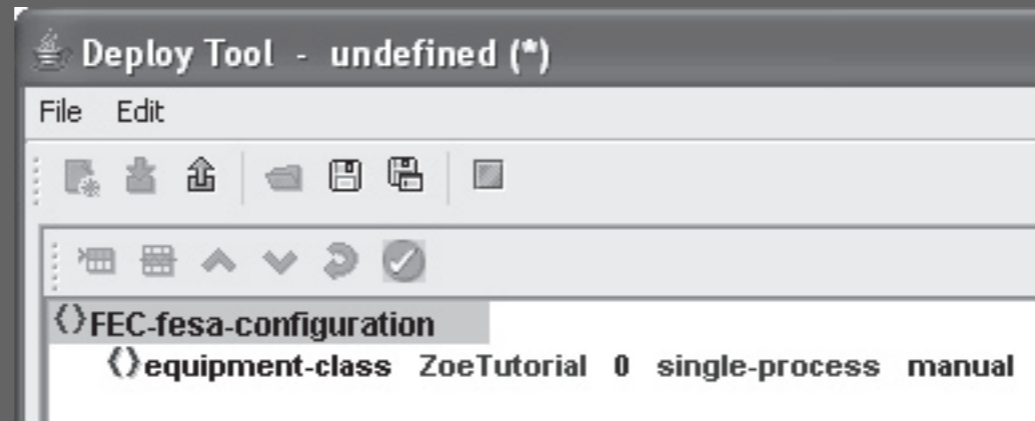 Deploy Tool - undefined (*)
File Edit
FEC-fesa-configuration
equipment-class ZoeTutorial 0 single-process manual